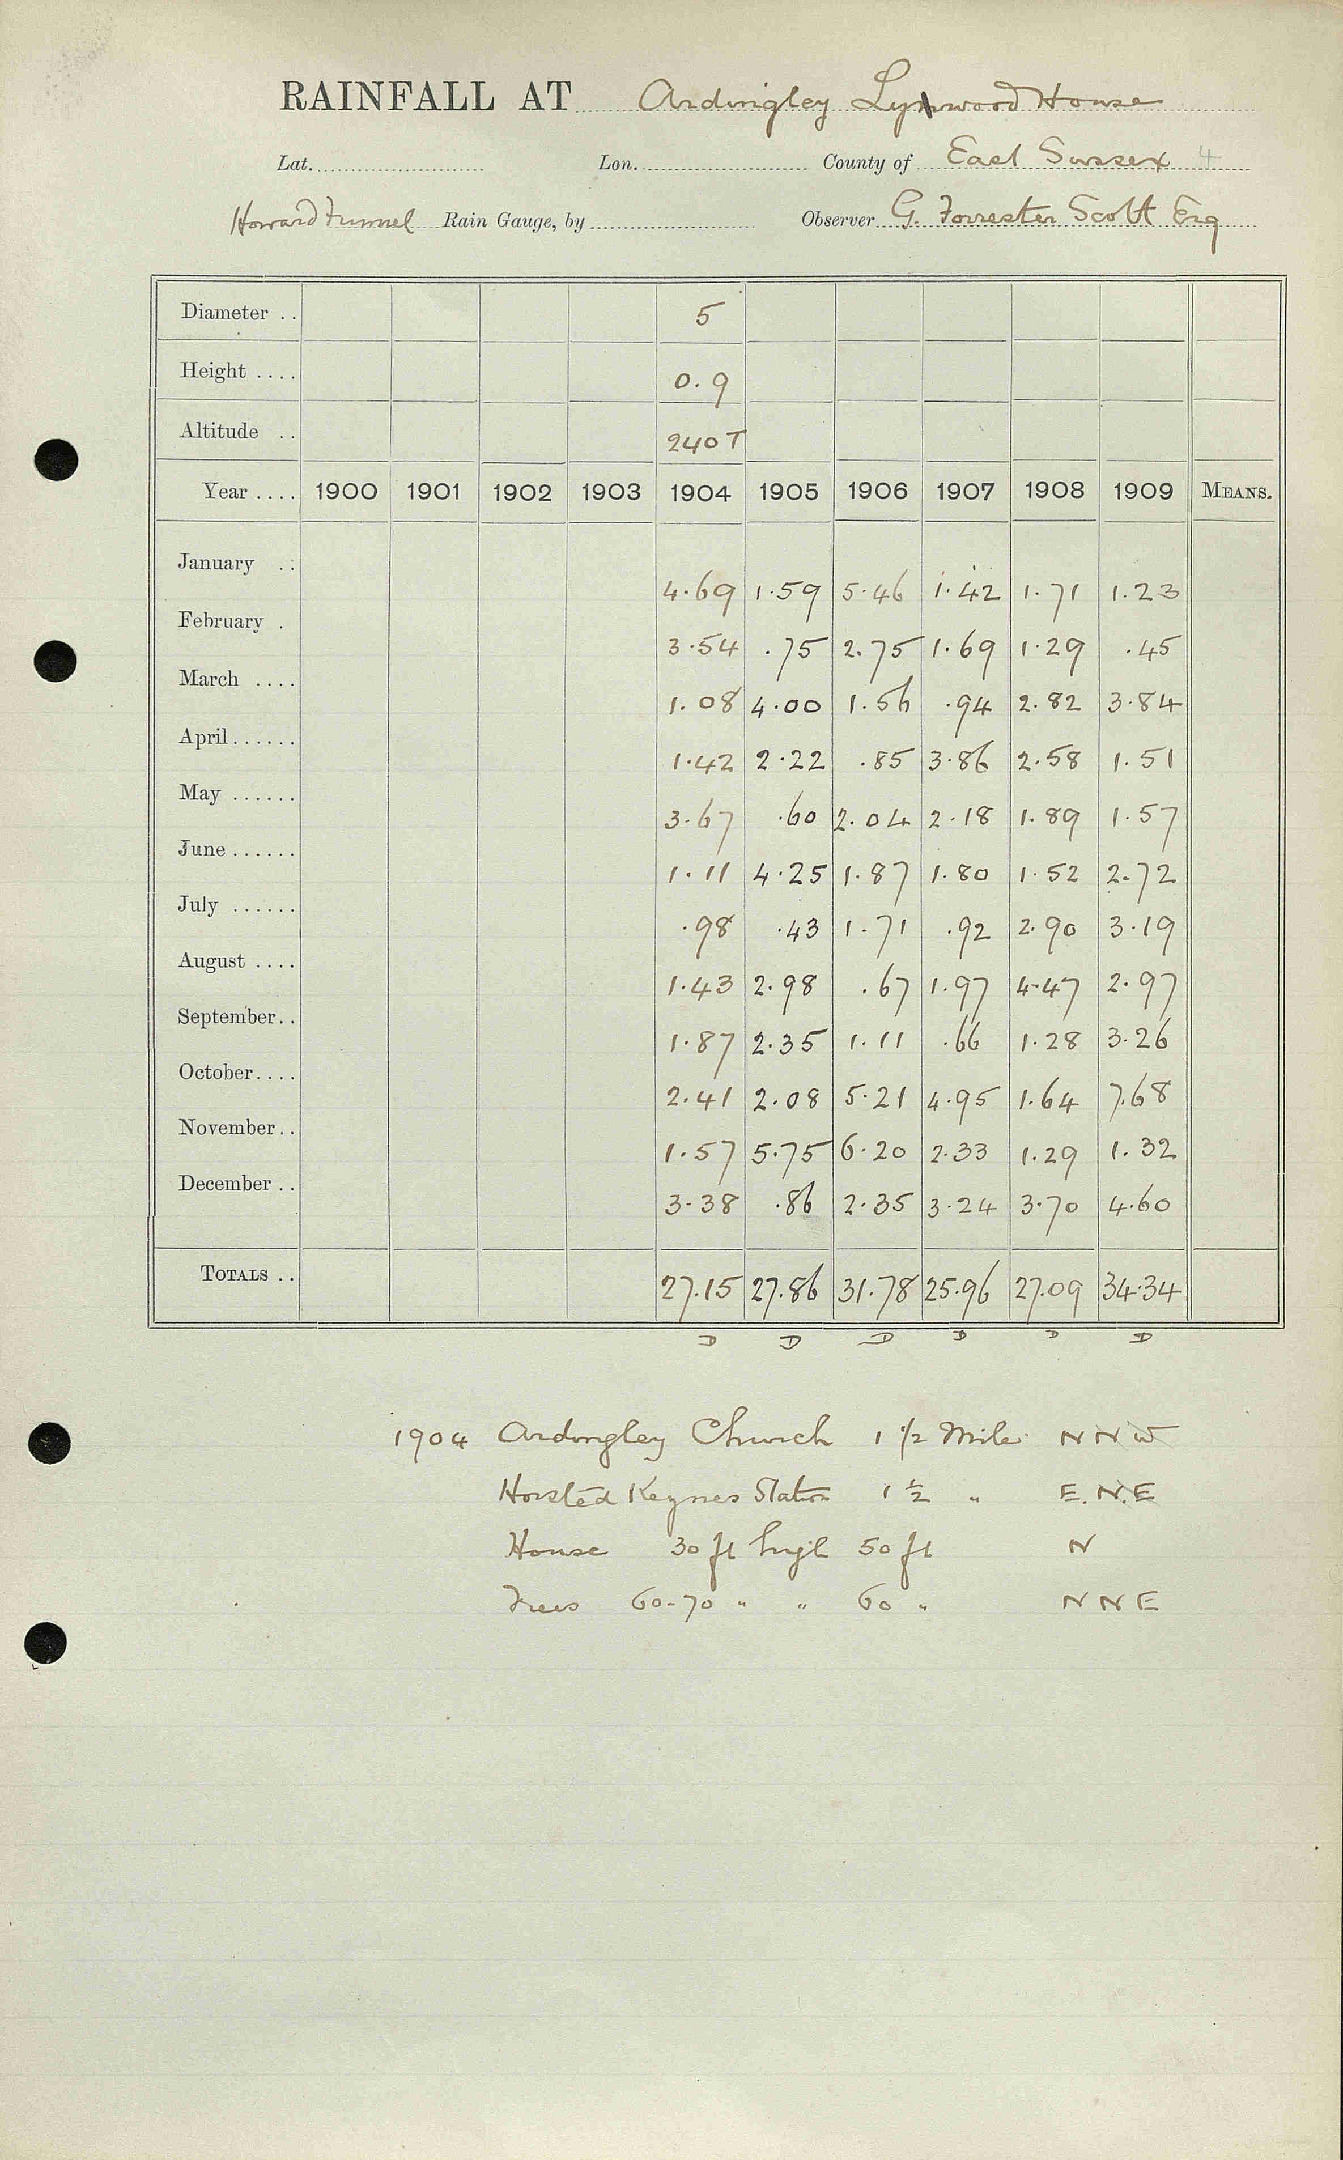 RAINFALL AT Ardingley Lynwood House
Lat. Lon. County of East Sussex 4
Howard Funnel Rain Gauge, by Observer G. Forrester Scott Esq
Diameter .. 5
Height .... 0.9
Altitude .. 240 T
Year .... 1900 1901 1902 1903 1904 1905 1906 1907 1908 1909 MEANS.
January .. 4.69 1.59 5.46 1.42 1.71 1.23
February . 3.54 .75 2.75 1.69 1.29 .45
March .... 1.08 4.00 1.56 .94 2.82 3.84
April ...... 1.42 2.22 .85 3.86 2.58 1.51
May ...... 3.67 .60 2.04 2.18 1.89 1.57
June ...... 1.11 4.25 1.87 1.80 1.52 2.72
July ...... .98 .43 1.71 .92 2.90 3.19
August .... 1.43 2.98 .67 1.97 4.47 2.97
September.. 1.87 2.35 1.11 .66 1.28 3.26
October.... 2.41 2.08 5.21 4.95 1.64 7.68
November.. 1.57 5.75 6.20 2.33 1.29 1.32
December .. 3.38 .86 2.35 3.24 3.70 4.60
TOTALS .. 27.15 27.86 31.78 25.96 27.09 34.34
D D D D D D
1904 Ardingley Church 1 1/2 Mile N N W
Horsted Keynes Station 1 1/2 " E.N.E
House 30 ft high 50 ft N
Trees 60-70 " " 60 " N N E